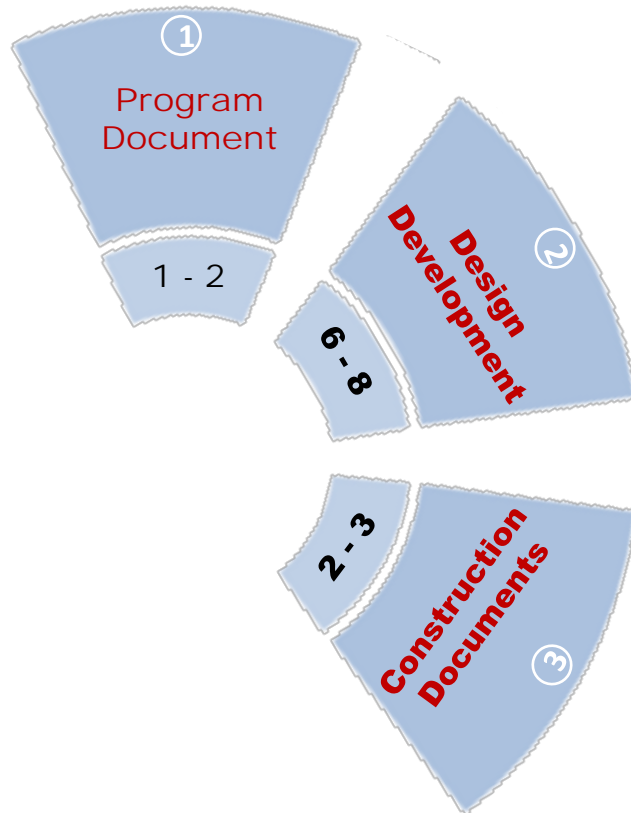 ①
Program
Document
1 - 2
②
Design
Development
6 - 8
2 - 3
Construction
Documents
③